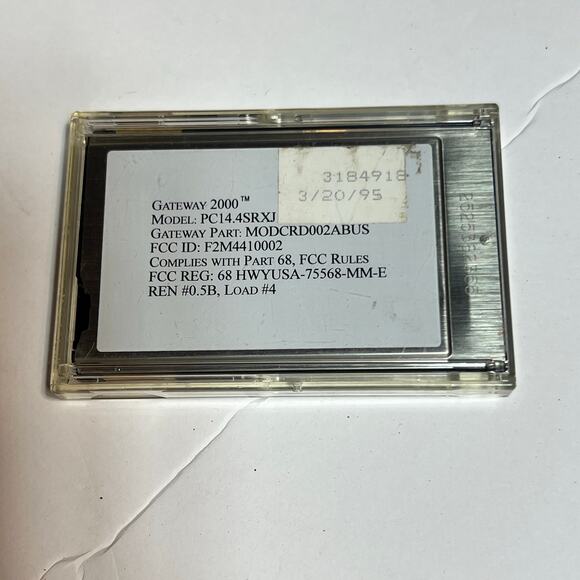 3184918
3/20/95
GATEWAY 2000™
MODEL: PC14.4SRXJ
GATEWAY PART: MODCRD002ABUS
FCC ID: F2M4410002
COMPLIES WITH PART 68, FCC RULES
FCC REG: 68 HWYUSA-75568-MM-E
REN #0.5B, LOAD #4